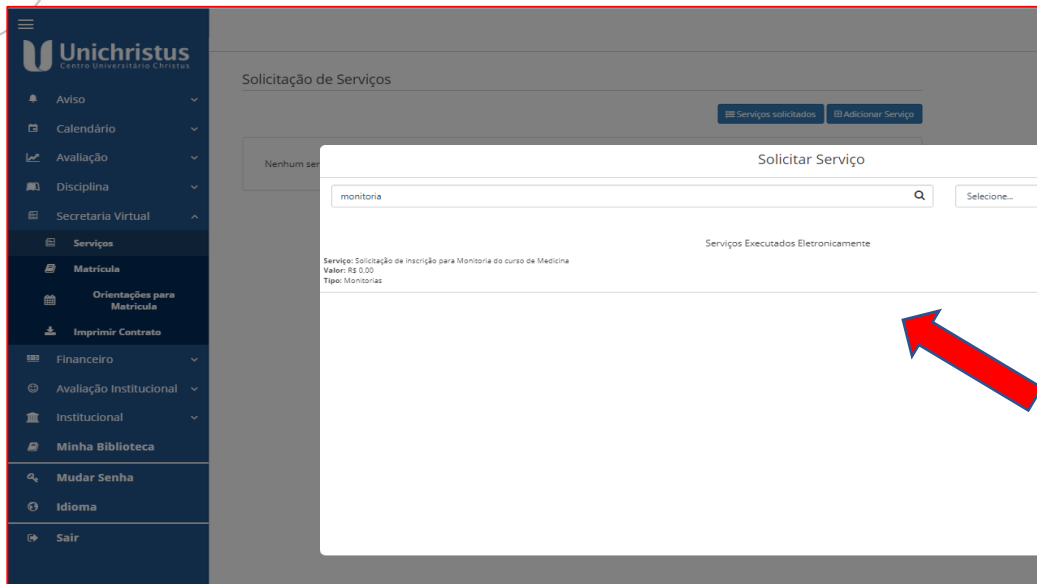 Unichristus
Centro Universitário Christus
Aviso
Calendário
Avaliação
Disciplina
Secretaria Virtual
Serviços
Matrícula
Orientações para
Matrícula
Imprimir Contrato
Financeiro
Avaliação Institucional
Institucional
Minha Biblioteca
Mudar Senha
Idioma
Sair
Solicitação de Serviços
Serviços solicitados
Adicionar Serviço
Nenhum ser
Solicitar Serviço
monitoria
Selecione...
Serviços Executados Eletronicamente
Serviço: Solicitação de inscrição para Monitoria do curso de Medicina
Valor: R$ 0,00
Tipo: Monitorias